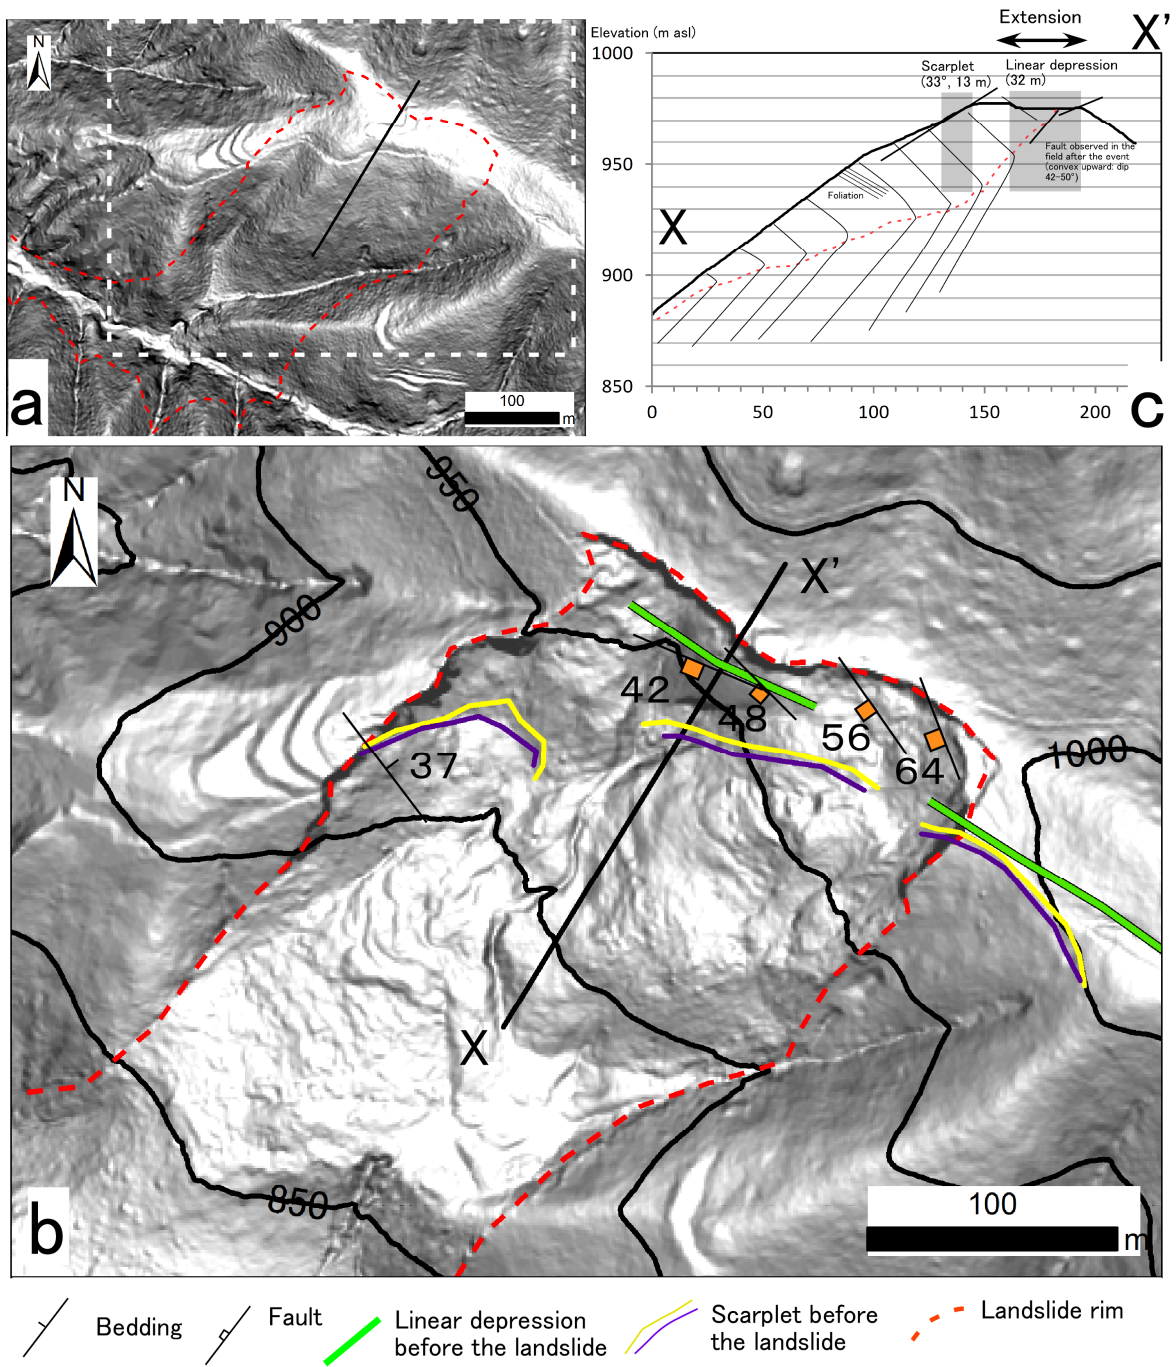 N
100
m
a
Elevation (m asl)
Extension
X'
1000
950
900
850
Scarplet
(33°, 13 m)
Linear depression
(32 m)
Fault observed in the
field after the event
(convex upward: dip
42-50°)
Foliation
X
0
50
100
150
200
c
N
950
900
X'
42
48
56
64
37
1000
X
850
100
m
b
Bedding
Fault
Linear depression
before the landslide
Scarplet before
the landslide
Landslide rim